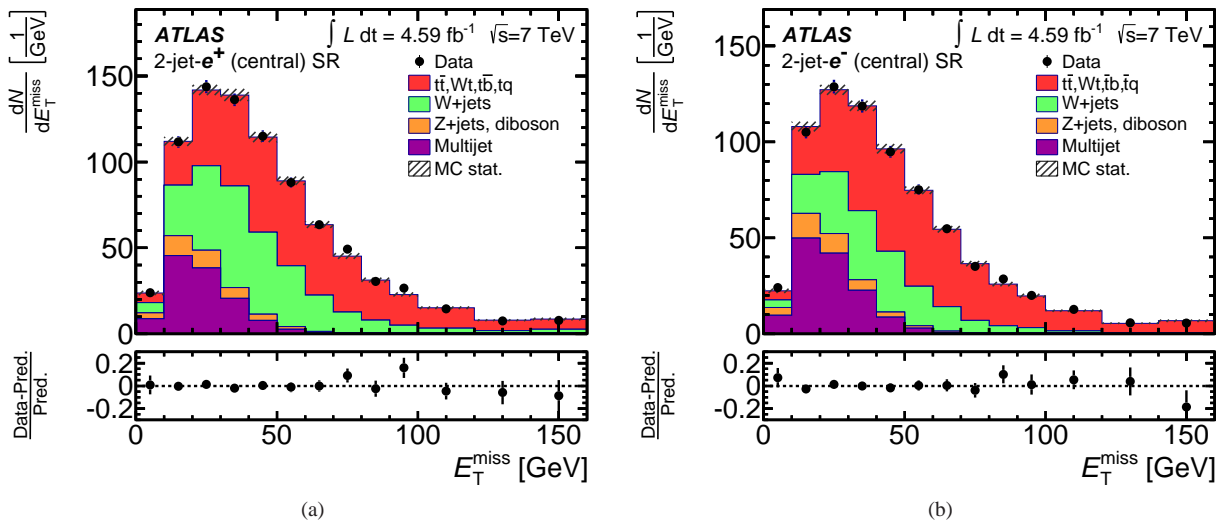 dN
dE_T^miss
[ 1
GeV ]
ATLAS
∫ L dt = 4.59 fb⁻¹ √s=7 TeV
2-jet-e⁺ (central) SR
Data
tt̄,Wt,tb̄,tq
W+jets
Z+jets, diboson
Multijet
MC stat.
150
100
50
0
Data-Pred.
Pred.
0.2
0
-0.2
0 50 100 150
E_T^miss [GeV]
(a)
dN
dE_T^miss
[ 1
GeV ]
ATLAS
∫ L dt = 4.59 fb⁻¹ √s=7 TeV
2-jet-e⁻ (central) SR
Data
tt̄,Wt,t̄b,t̄q
W+jets
Z+jets, diboson
Multijet
MC stat.
150
100
50
0
Data-Pred.
Pred.
0.2
0
-0.2
0 50 100 150
E_T^miss [GeV]
(b)